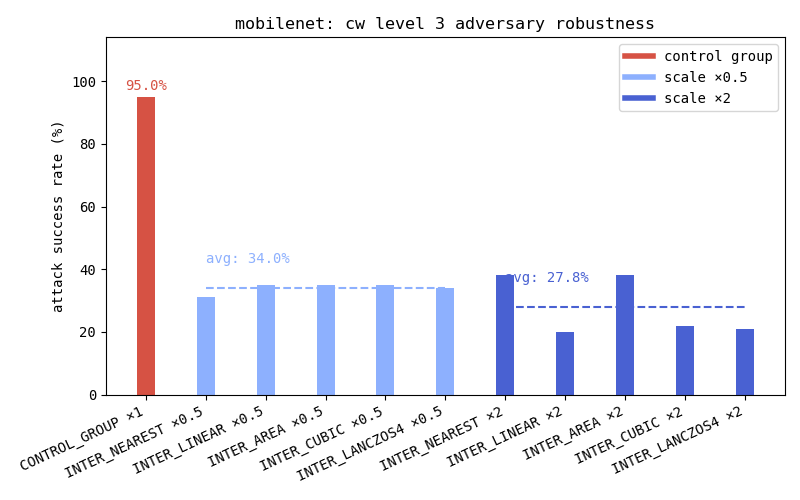 mobilenet: cw level 3 adversary robustness
control group
scale ×0.5
scale ×2
attack success rate (%)
100
80
60
40
20
0
95.0%
avg: 34.0%
avg: 27.8%
CONTROL_GROUP ×1
INTER_NEAREST ×0.5
INTER_LINEAR ×0.5
INTER_AREA ×0.5
INTER_CUBIC ×0.5
INTER_LANCZOS4 ×0.5
INTER_NEAREST ×2
INTER_LINEAR ×2
INTER_AREA ×2
INTER_CUBIC ×2
INTER_LANCZOS4 ×2